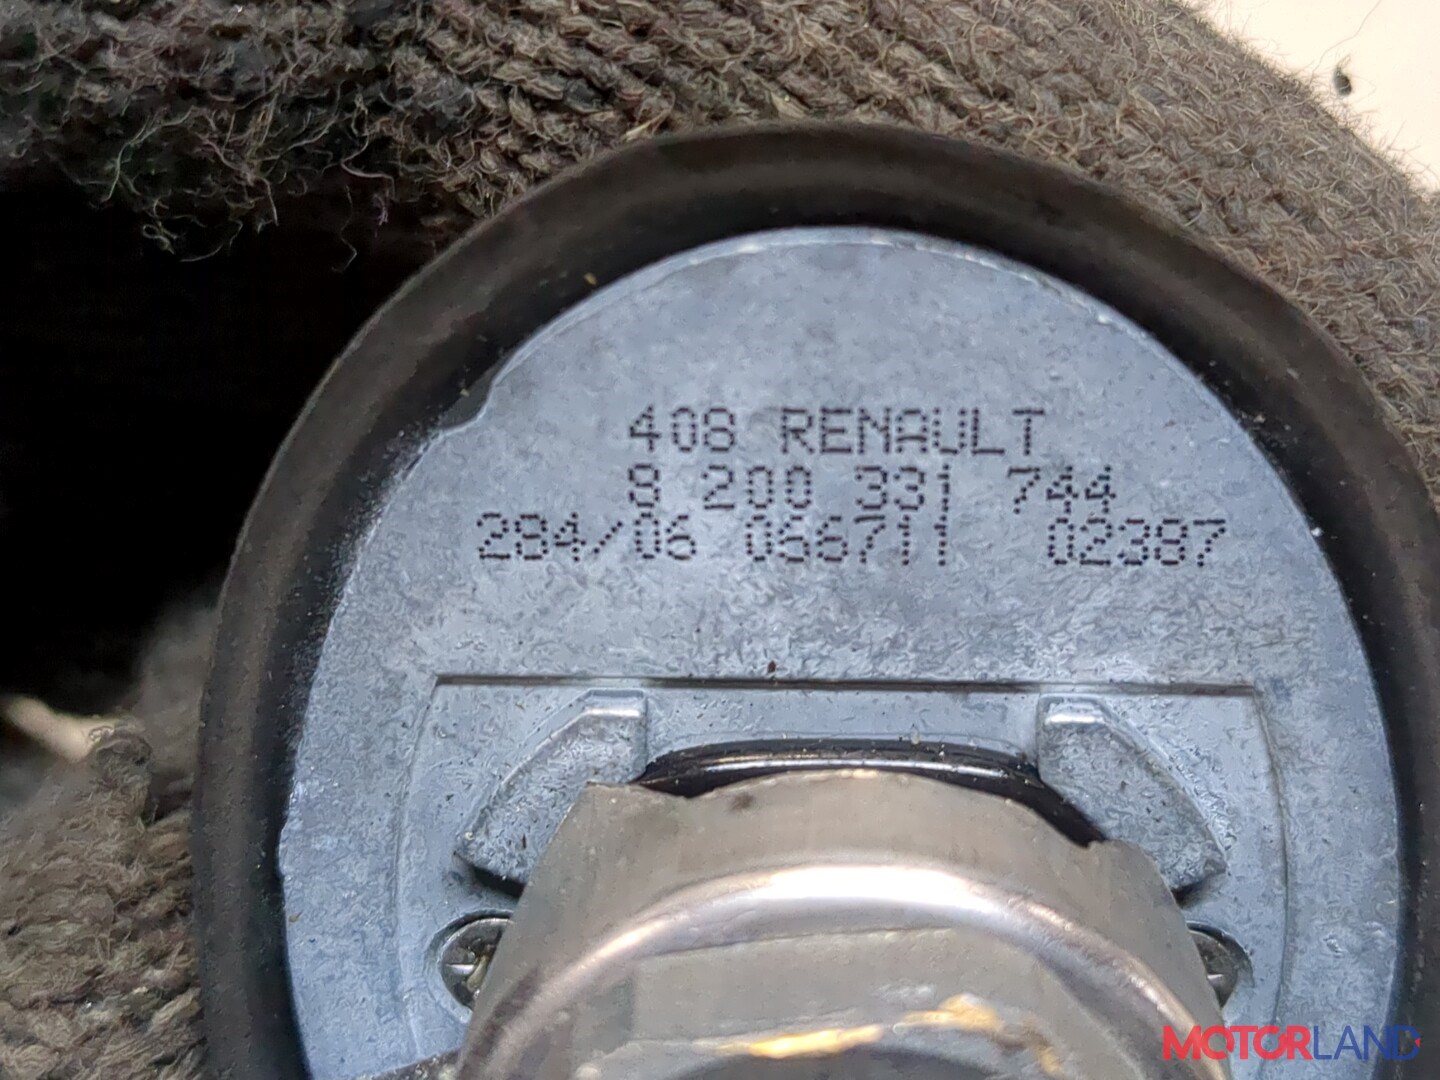 408 RENAULT
8 200 331 744
284/06 066711 02387
MOTORLAND